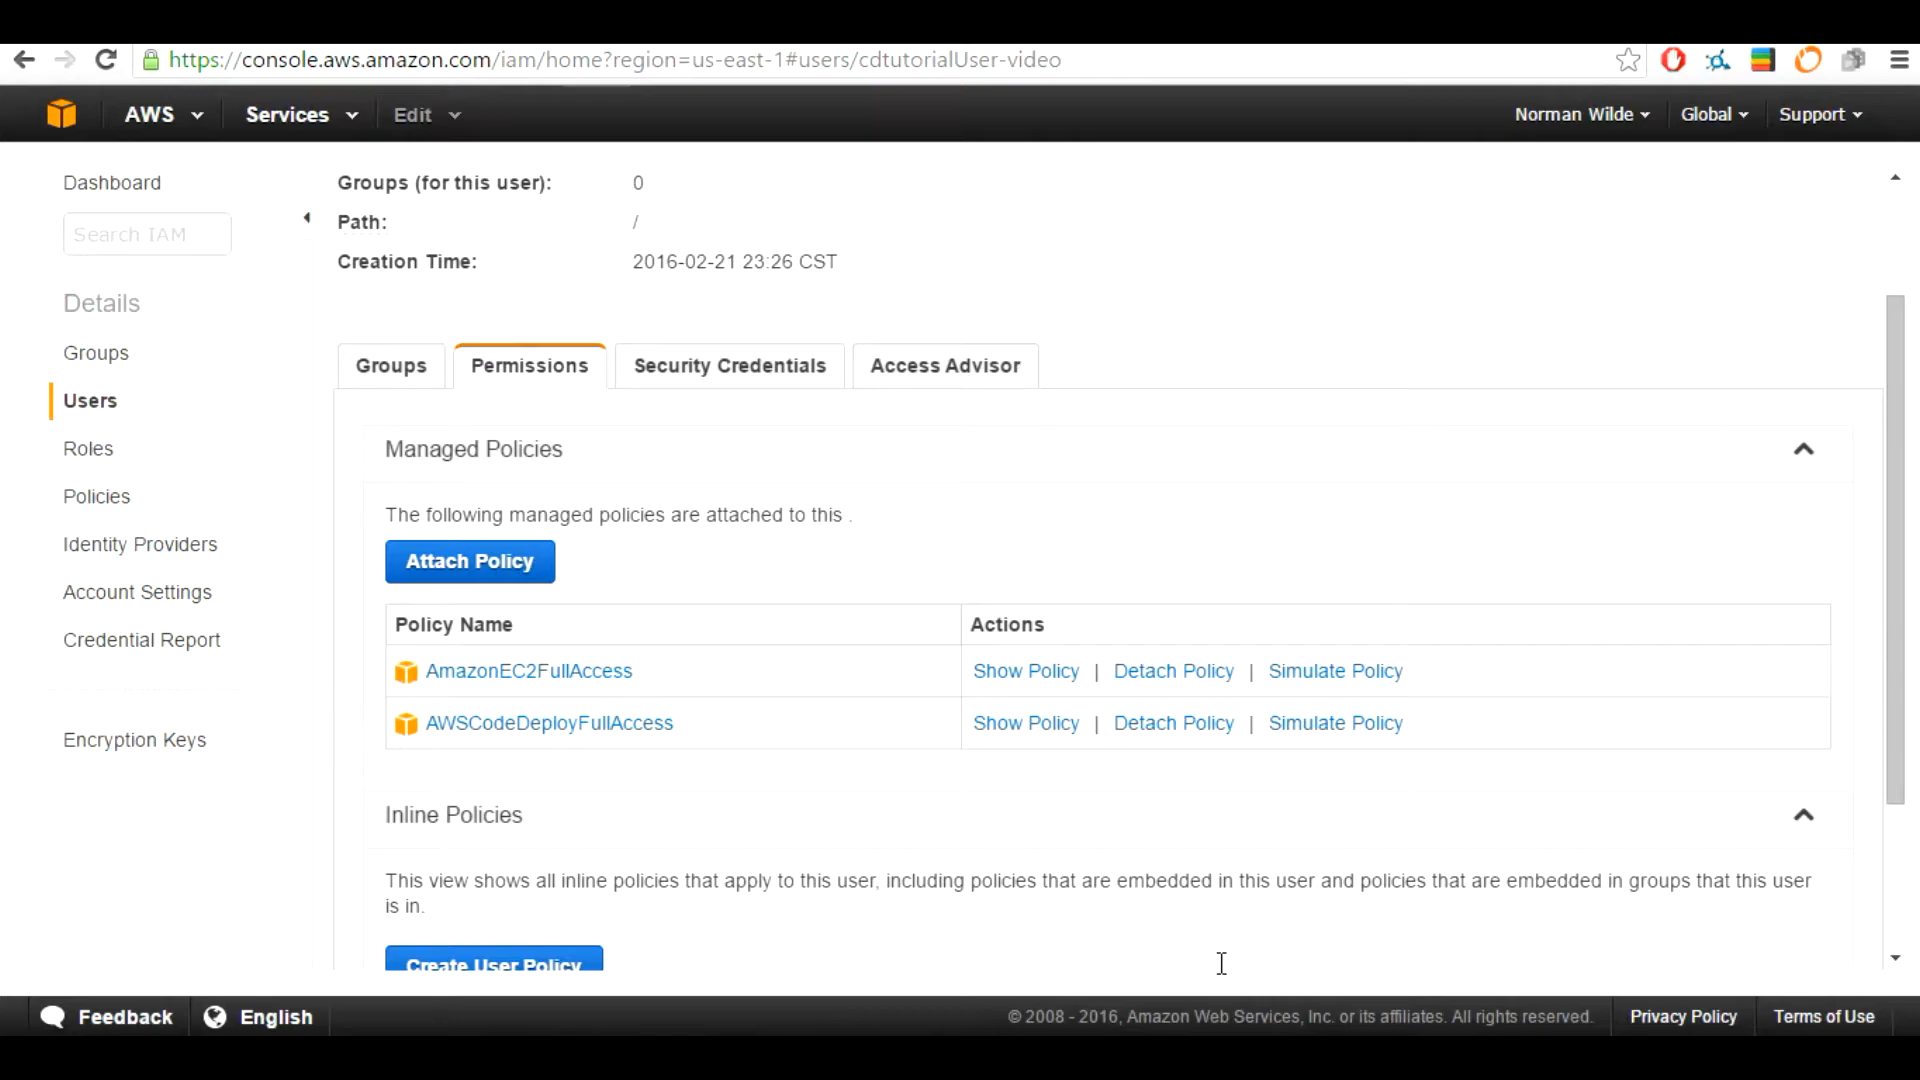 https://console.aws.amazon.com/iam/home?region=us-east-1#users/cdtutorialUser-video
AWS Services Edit Norman Wilde Global Support
Dashboard
Search IAM
Details
Groups
Users
Roles
Policies
Identity Providers
Account Settings
Credential Report
Encryption Keys
Groups (for this user): 0
Path: /
Creation Time: 2016-02-21 23:26 CST
Groups Permissions Security Credentials Access Advisor
Managed Policies
The following managed policies are attached to this .
Attach Policy
Policy Name Actions
AmazonEC2FullAccess Show Policy | Detach Policy | Simulate Policy
AWSCodeDeployFullAccess Show Policy | Detach Policy | Simulate Policy
Inline Policies
This view shows all inline policies that apply to this user, including policies that are embedded in this user and policies that are embedded in groups that this user
is in.
Create User Policy
Feedback English © 2008 - 2016, Amazon Web Services, Inc. or its affiliates. All rights reserved. Privacy Policy Terms of Use